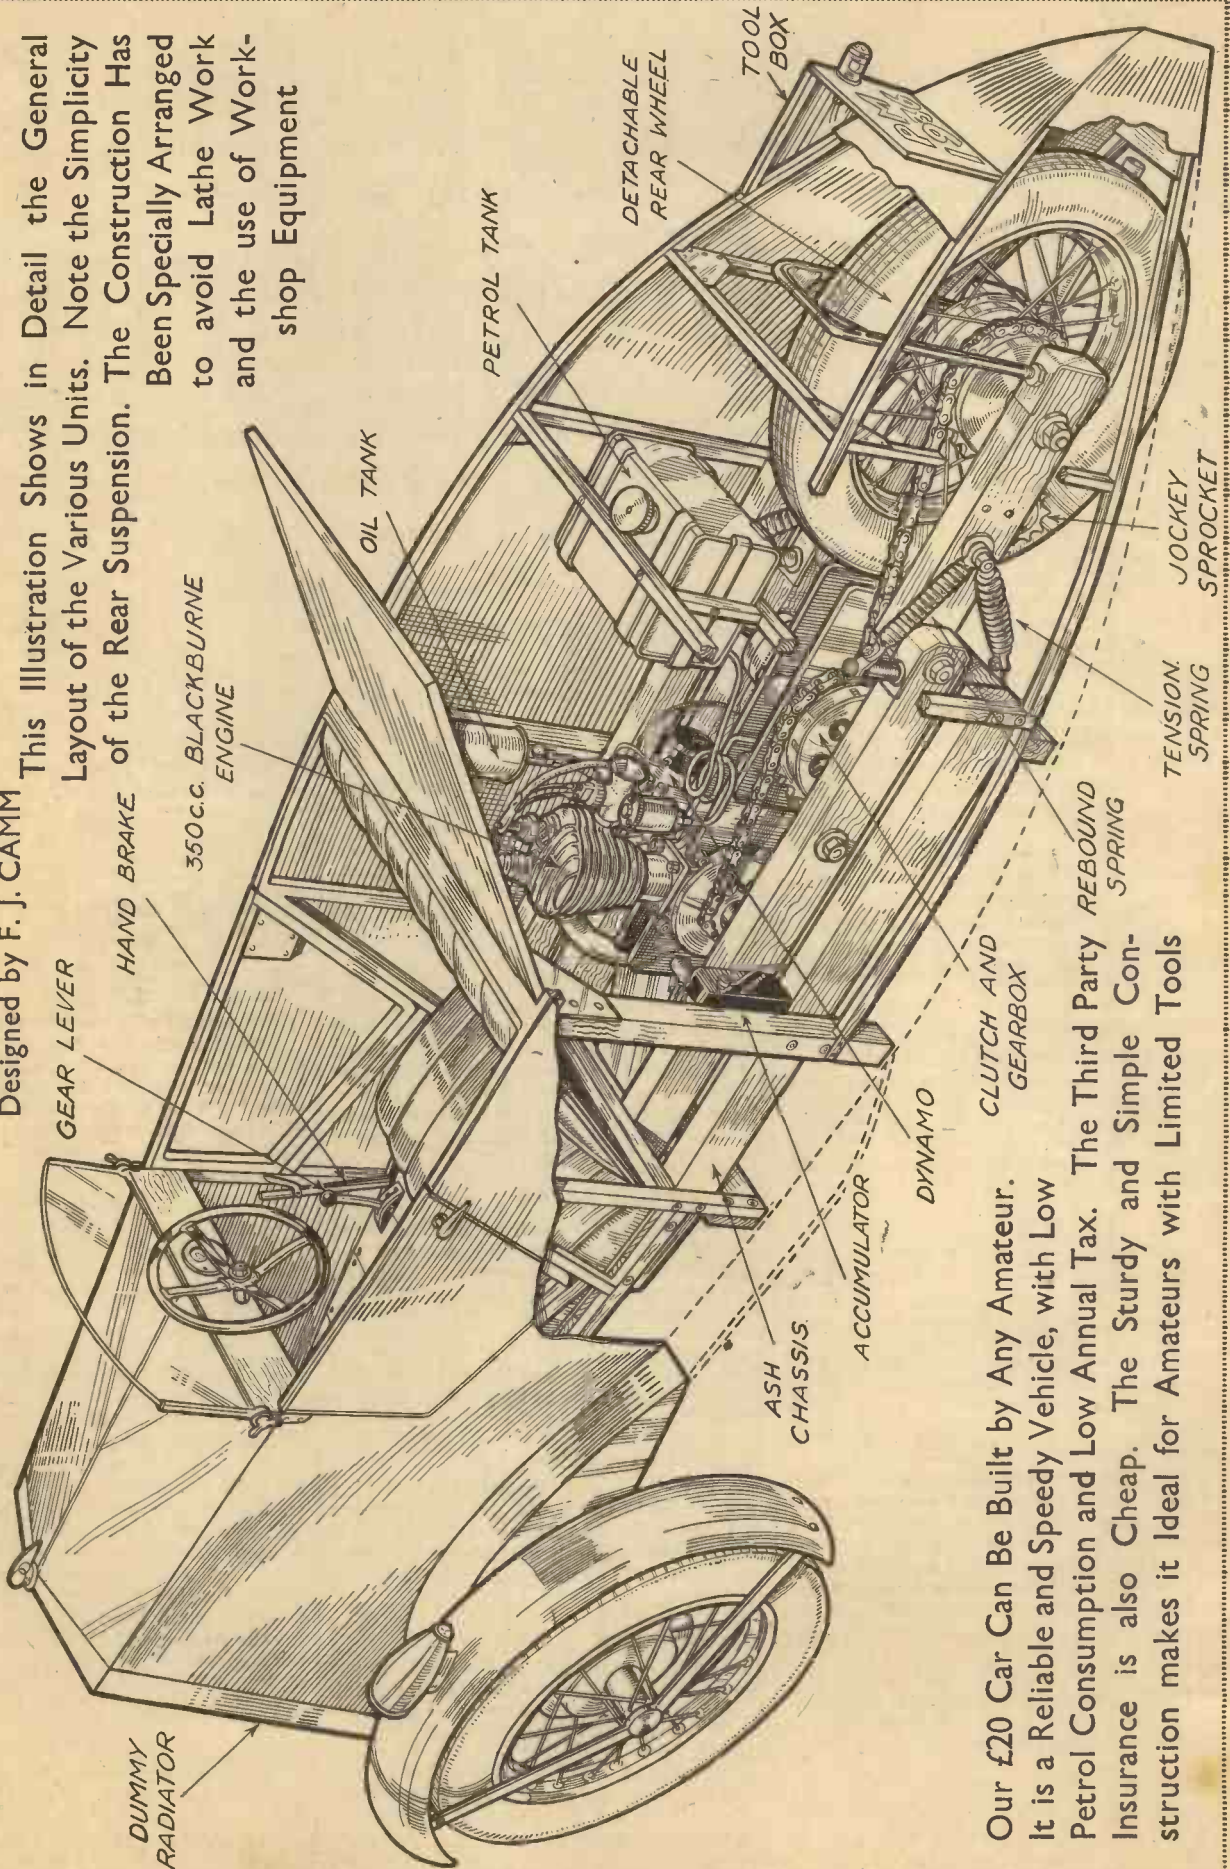 Designed by F. J. CAMM
This Illustration Shows in Detail the General
Layout of the Various Units. Note the Simplicity
of the Rear Suspension. The Construction Has
Been Specially Arranged
to avoid Lathe Work
and the use of Work-
shop Equipment
GEAR LEVER
HAND BRAKE
350 c.c. BLACKBURNE
ENGINE
OIL TANK
PETROL TANK
DETACHABLE
REAR WHEEL
TOOL
BOX
DUMMY
RADIATOR
ASH
CHASSIS.
ACCUMULATOR
DYNAMO
CLUTCH AND
GEARBOX
REBOUND
SPRING
TENSION
SPRING
JOCKEY
SPROCKET
Our £20 Car Can Be Built by Any Amateur.
It is a Reliable and Speedy Vehicle, with Low
Petrol Consumption and Low Annual Tax. The Third Party
Insurance is also Cheap. The Sturdy and Simple Con-
struction makes it Ideal for Amateurs with Limited Tools